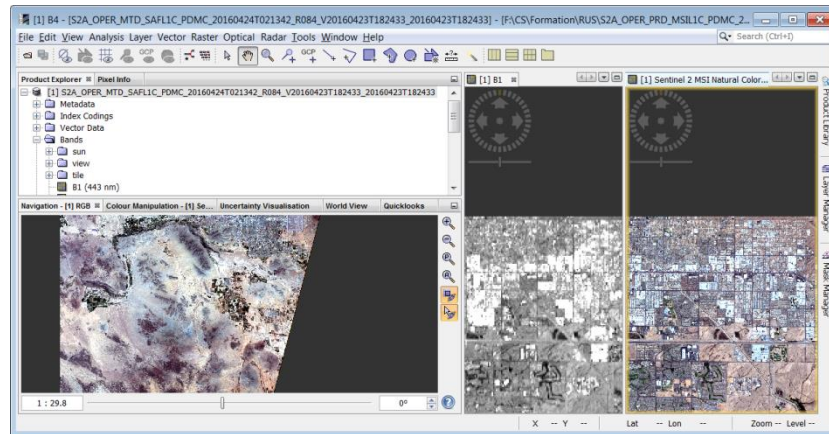 [1] B4 - [S2A_OPER_MTD_SAFL1C_PDMC_20160424T021342_R084_V20160423T182433_20160423T182433] - [F:\CS\Formation\RUS\S2A_OPER_PRD_MSIL1C_PDMC_2...
File Edit View Analysis Layer Vector Raster Optical Radar Tools Window Help
Search (Ctrl+I)
GCP
GCP
Product Explorer Pixel Info
[1] S2A_OPER_MTD_SAFL1C_PDMC_20160424T021342_R084_V20160423T182433_20160423T182433
Metadata
Index Codings
Vector Data
Bands
sun
view
tile
B1 (443 nm)
Navigation - [1] RGB Colour Manipulation - [1] Se... Uncertainty Visualisation World View Quicklooks
1 : 29.8
0°
[1] B1
[1] Sentinel 2 MSI Natural Color...
Product Library
Layer Manager
Mask Manager
X -- Y -- Lat -- Lon -- Zoom -- Level --